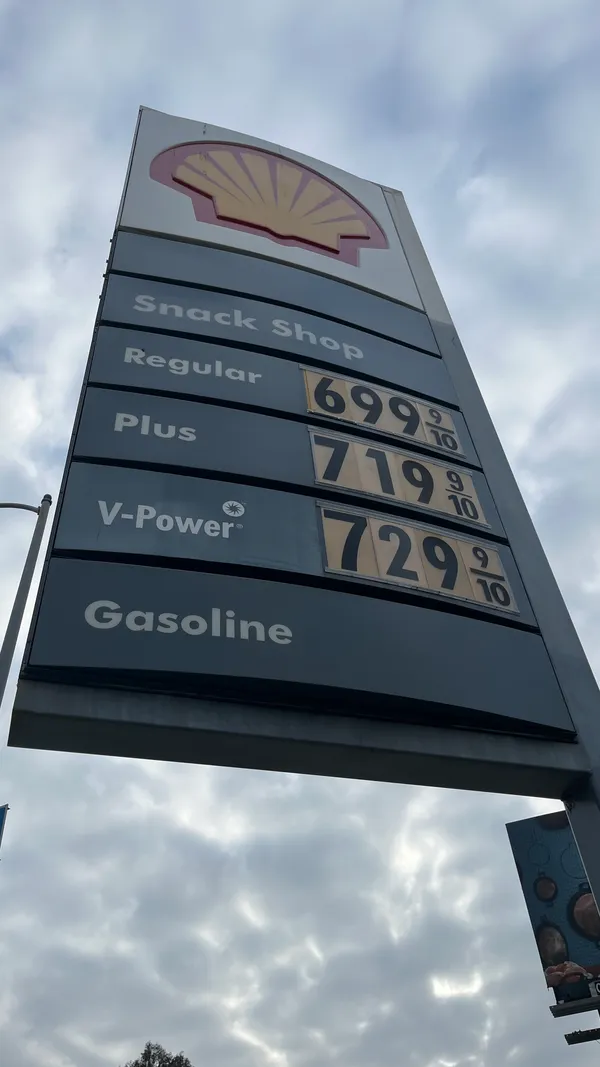 Snack Shop
Regular 699 9/10
Plus 719 9/10
V-Power 729 9/10
Gasoline